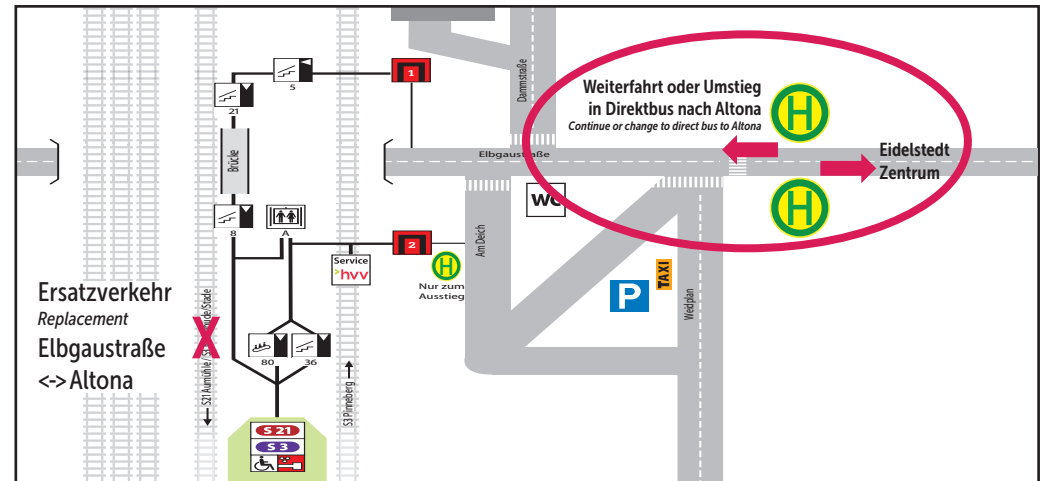 1
5
21
Brücke
8
A
Service
hvv
2
H
Nur zum
Ausstieg
80
36
S 21
S 3
S3 Pinneberg
Ersatzverkehr
Replacement
Elbgaustraße
<-> Altona
X
Dammstraße
Elbgaustraße
Am Deich
WC
P
TAXI
Weidplan
Weiterfahrt oder Umstieg
in Direktbus nach Altona
Continue or change to direct bus to Altona
H
Eidelstedt
Zentrum
H